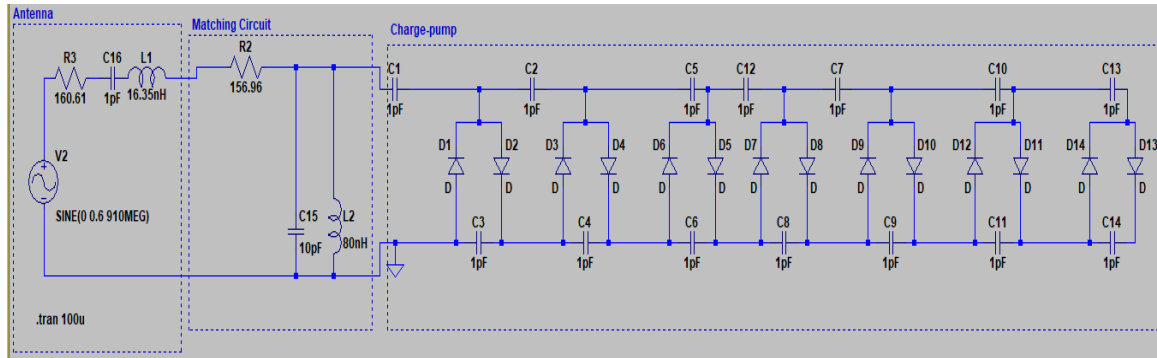 Antenna
Matching Circuit
Charge-pump
R3
C16
L1
160.61
1pF
16.35nH
R2
156.96
V2
SINE(0 0.6 910MEG)
C15
10pF
L2
80nH
C1
1pF
C2
1pF
C5
1pF
C12
1pF
C7
1pF
C10
1pF
C13
1pF
D1
D2
D3
D4
D6
D5
D7
D8
D9
D10
D12
D11
D14
D13
D
D
D
D
D
D
D
D
D
D
D
D
D
D
C3
1pF
C4
1pF
C6
1pF
C8
1pF
C9
1pF
C11
1pF
C14
1pF
.tran 100u